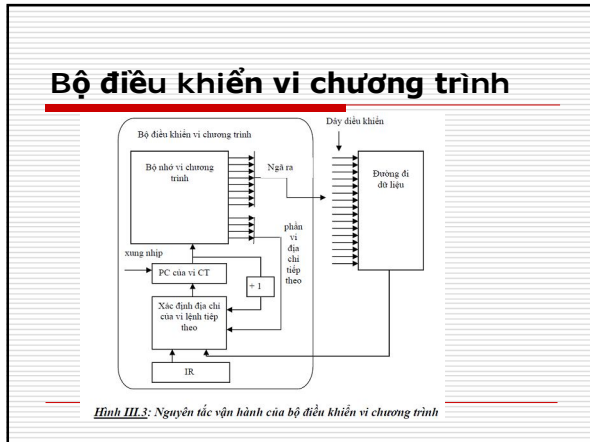 Bộ điều khiển vi chương trình
Dây điều khiển
Bộ điều khiển vi chương trình
Bộ nhớ vi chương
trình
Ngã ra
Đường đi
dữ liệu
phần
vi
địa
chỉ
tiếp
theo
xung nhịp
PC của vi CT
+ 1
Xác định địa chỉ
của vi lệnh tiếp
theo
IR
Hình III.3: Nguyên tắc vận hành của bộ điều khiển vi chương trình